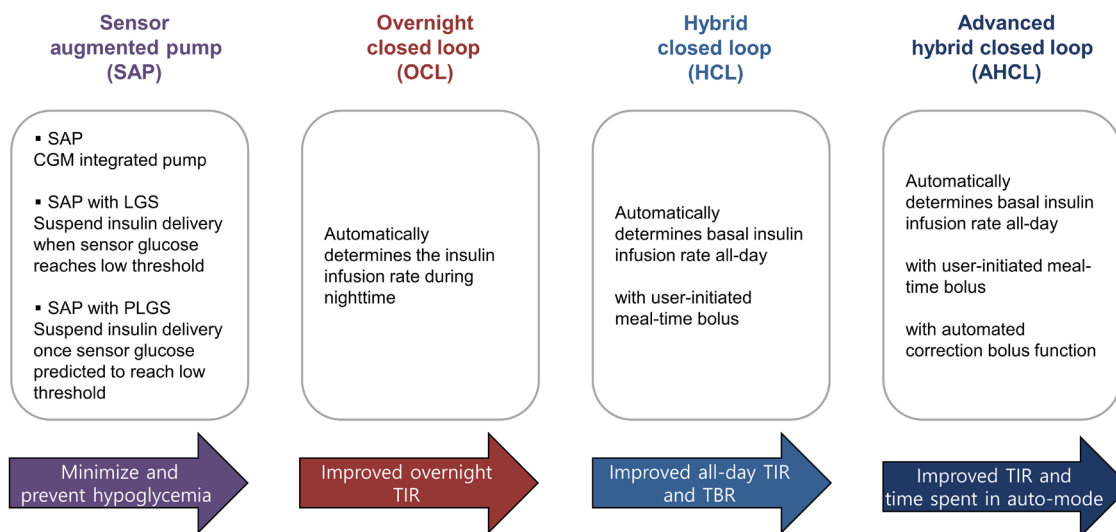 Sensor
augmented pump
(SAP)
▪ SAP
CGM integrated pump
▪ SAP with LGS
Suspend insulin delivery
when sensor glucose
reaches low threshold
▪ SAP with PLGS
Suspend insulin delivery
once sensor glucose
predicted to reach low
threshold
Minimize and
prevent hypoglycemia
Overnight
closed loop
(OCL)
Automatically
determines the insulin
infusion rate during
nighttime
Improved overnight
TIR
Hybrid
closed loop
(HCL)
Automatically
determines basal insulin
infusion rate all-day
with user-initiated
meal-time bolus
Improved all-day TIR
and TBR
Advanced
hybrid closed loop
(AHCL)
Automatically
determines basal insulin
infusion rate all-day
with user-initiated meal-
time bolus
with automated
correction bolus function
Improved TIR and
time spent in auto-mode